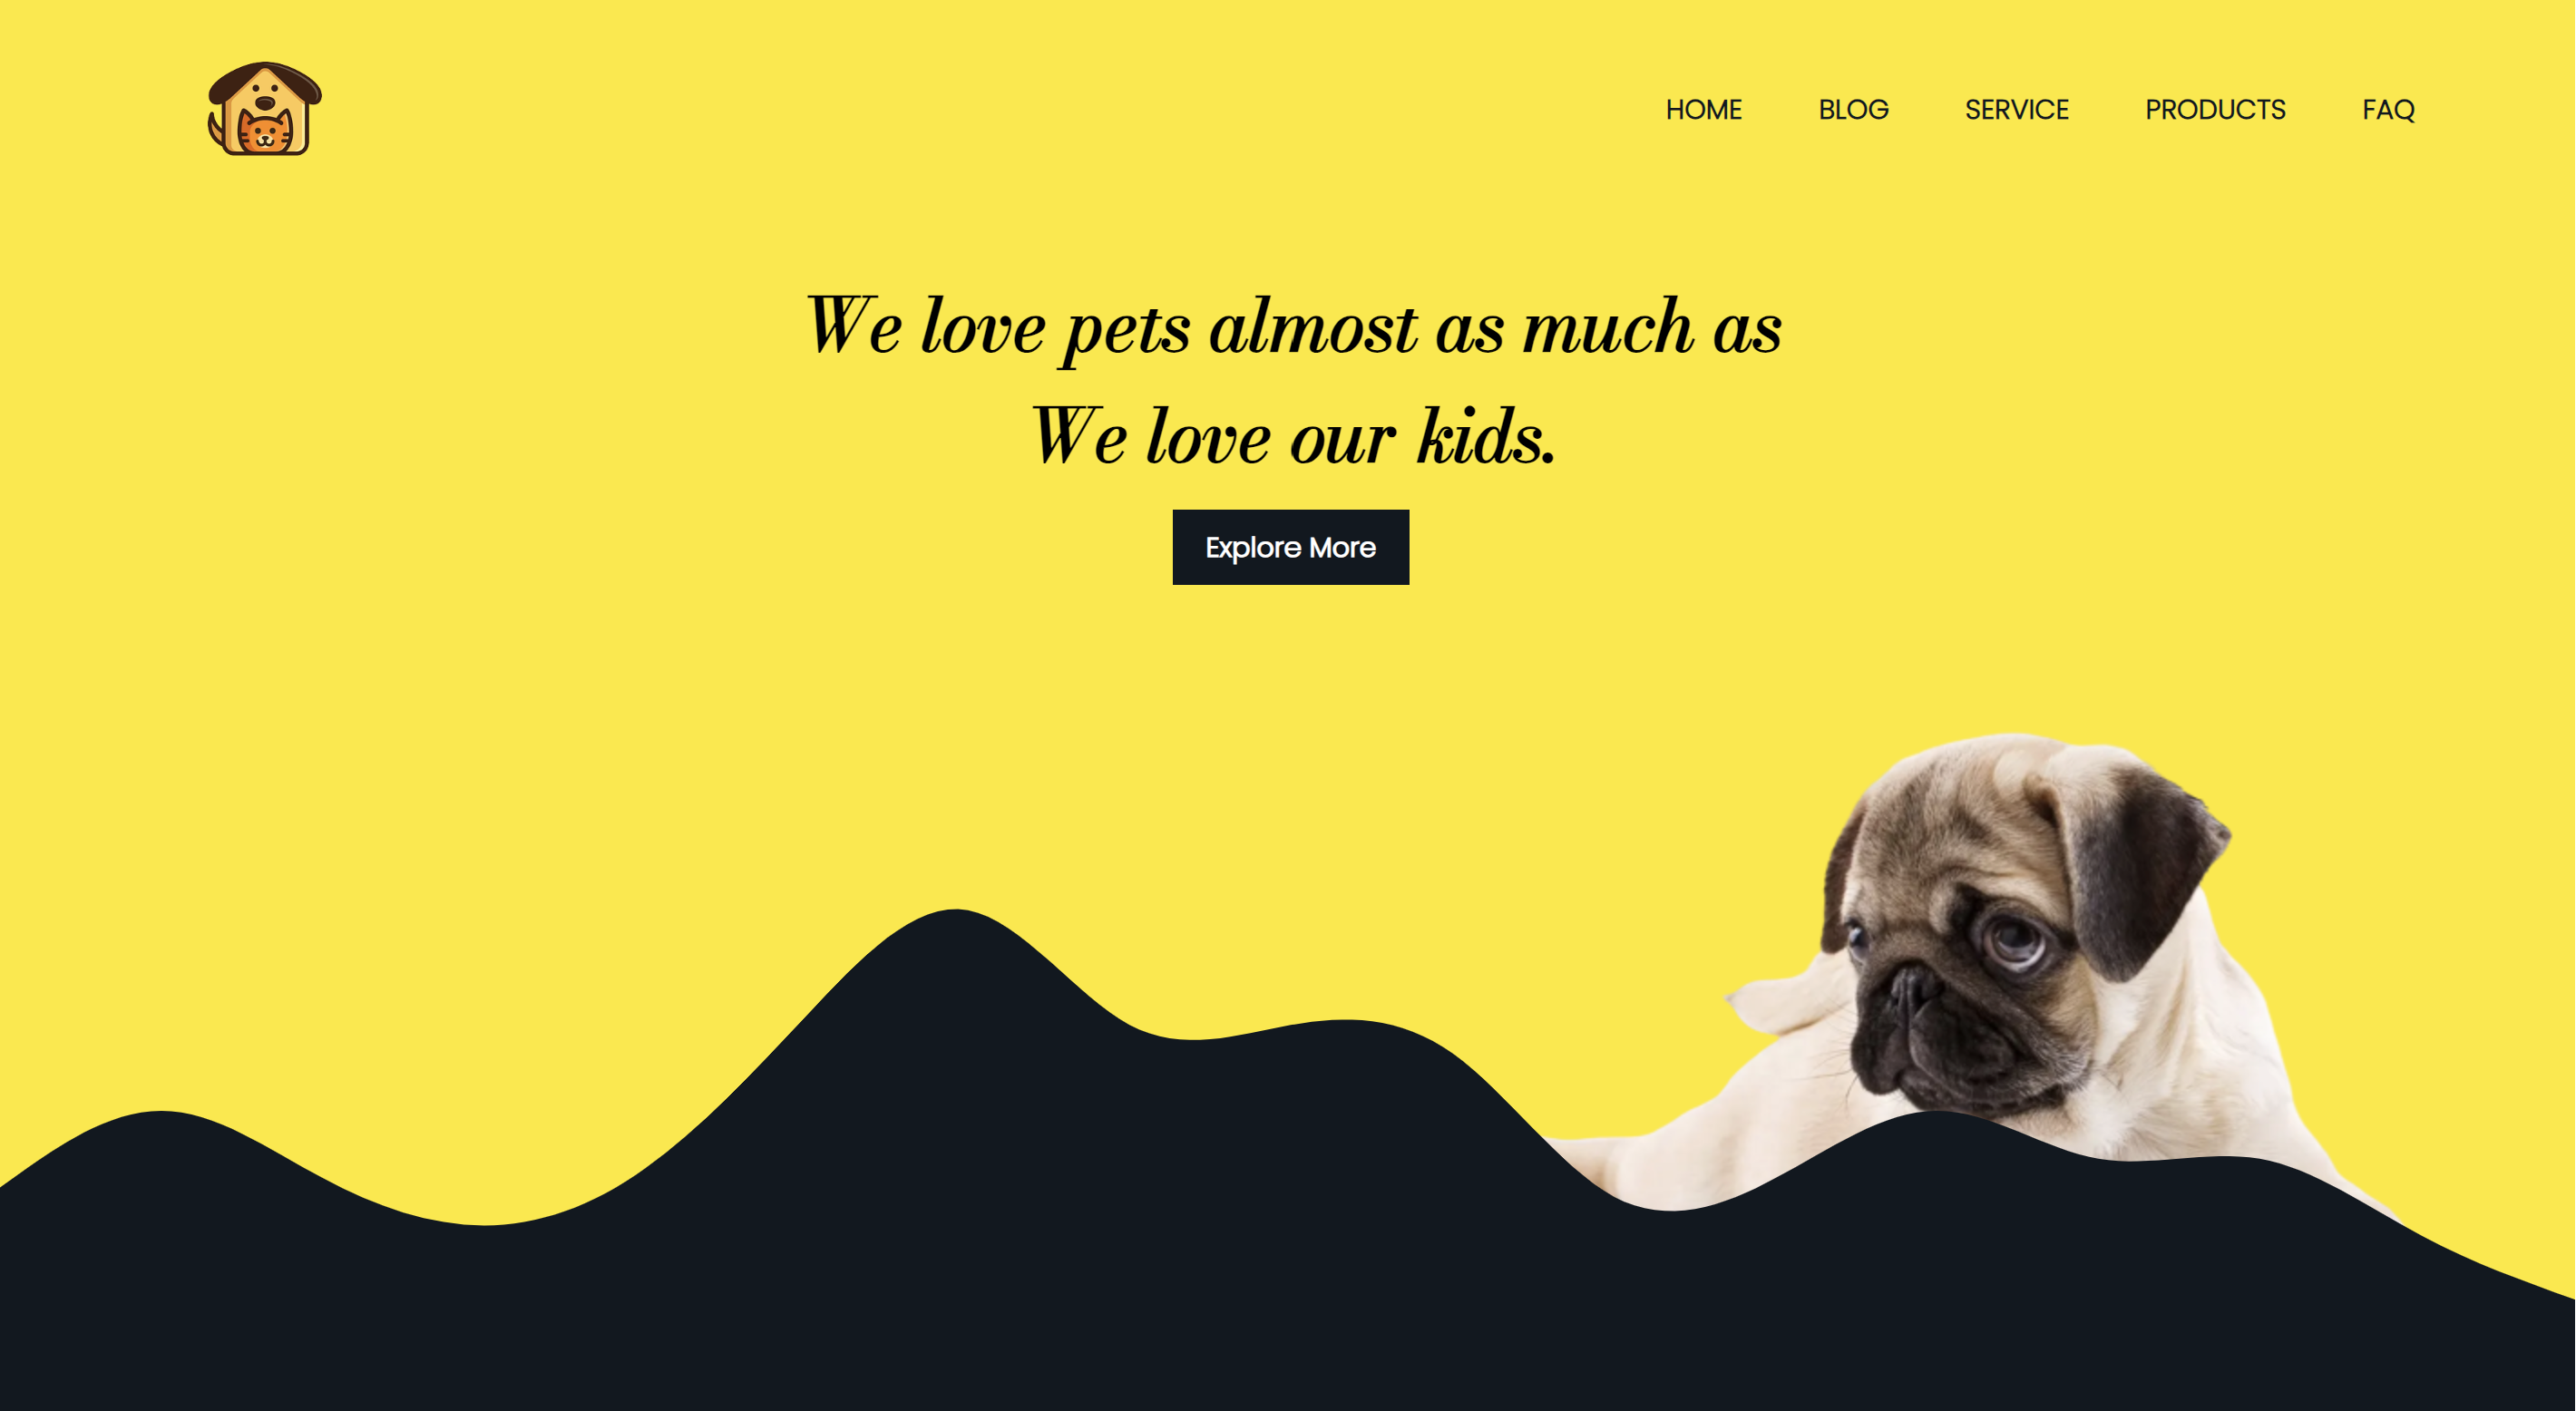 HOME BLOG SERVICE PRODUCTS FAQ
We love pets almost as much as
We love our kids.
Explore More